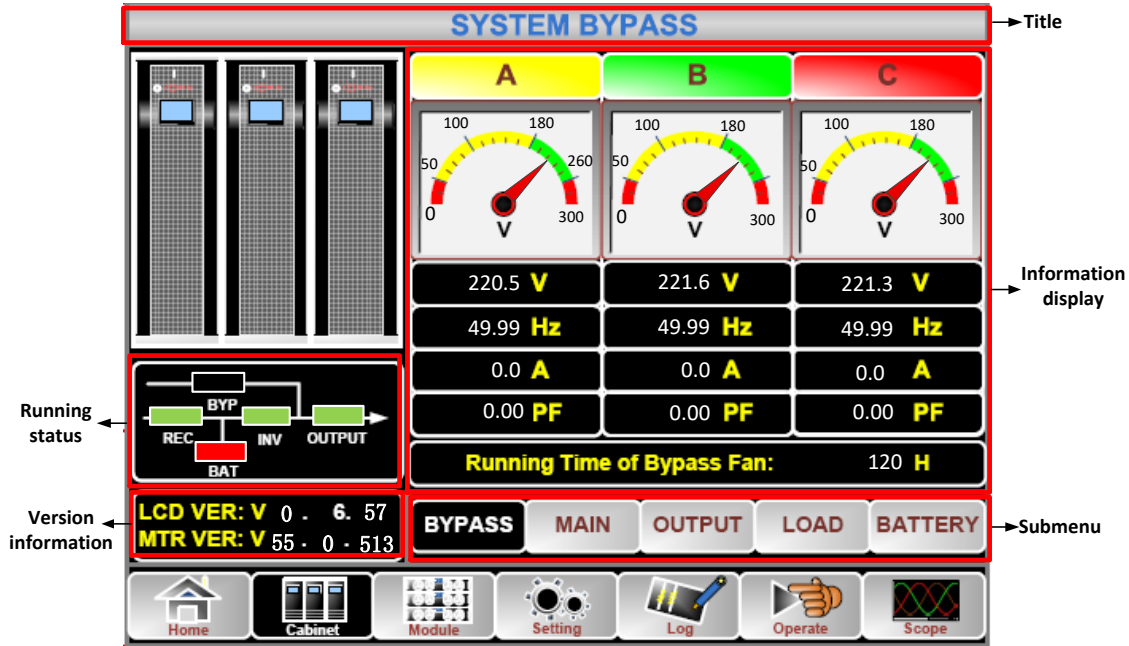 SYSTEM BYPASS
Title
A B C
100 180
50 260
0 300
V
100 180
50
0 300
V
100 180
50
0 300
V
220.5 V 221.6 V 221.3 V
49.99 Hz 49.99 Hz 49.99 Hz
0.0 A 0.0 A 0.0 A
0.00 PF 0.00 PF 0.00 PF
Running Time of Bypass Fan: 120 H
Information
display
BYP
REC INV OUTPUT
BAT
Running
status
LCD VER: V 0 . 6. 57
MTR VER: V 55 . 0 . 513
Version
information
BYPASS MAIN OUTPUT LOAD BATTERY
Submenu
Home Cabinet Module Setting Log Operate Scope